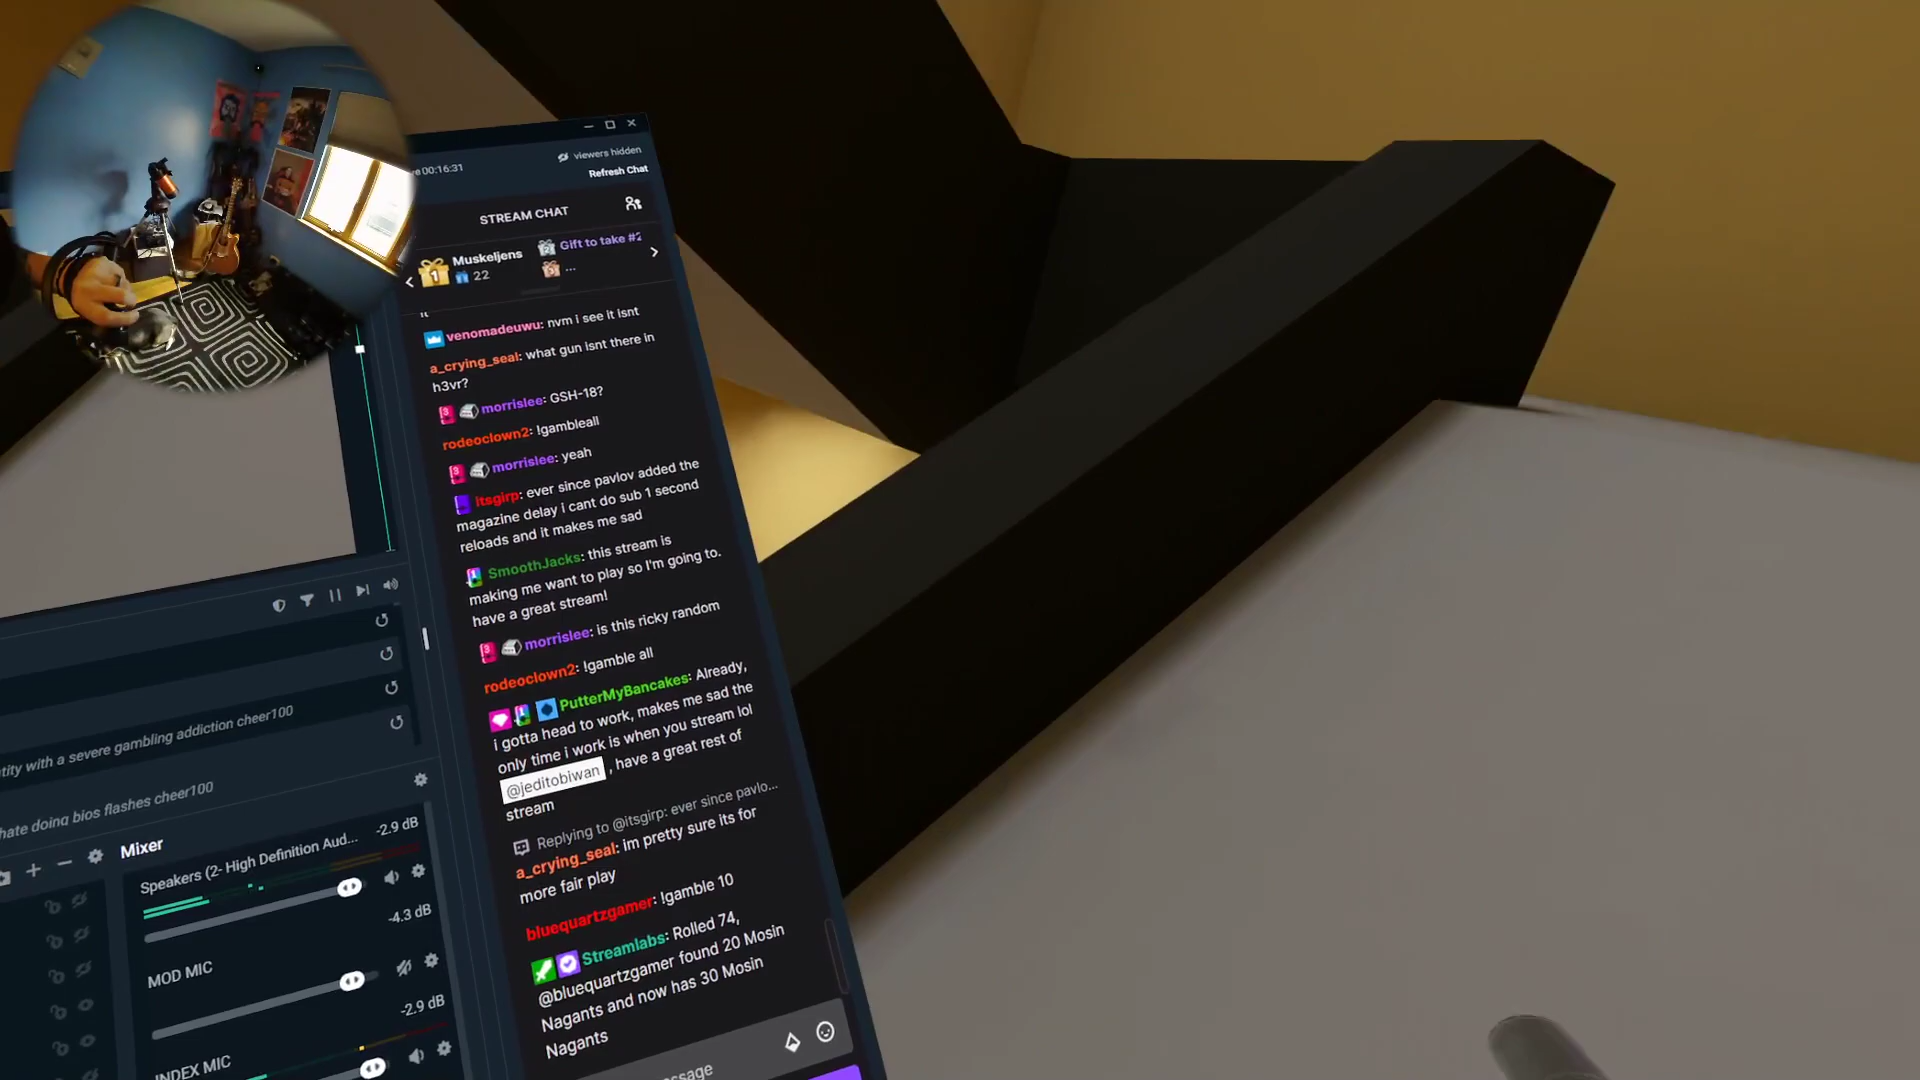 00:16:31
viewers hidden
Refresh Chat
STREAM CHAT
1
Muskeljens
22
Gift to take #2
...
venomadeuwu: nvm i see it isnt
a_crying_seal: what gun isnt there in
h3vr?
morrislee: GSH-18?
rodeoclown2: !gambleall
morrislee: yeah
Itsgirp: ever since pavlov added the
magazine delay i cant do sub 1 second
reloads and it makes me sad
SmoothJacks: this stream is
making me want to play so I'm going to.
have a great stream!
morrislee: is this ricky random
rodeoclown2: !gamble all
PutterMyBancakes: Already,
i gotta head to work, makes me sad the
only time i work is when you stream lol
@jeditobiwan , have a great rest of
stream
Replying to @itsgirp: ever since pavlo...
a_crying_seal: im pretty sure its for
more fair play
bluequartzgamer: !gamble 10
Streamlabs: Rolled 74,
@bluequartzgamer found 20 Mosin
Nagants and now has 30 Mosin
Nagants
with a severe gambling addiction cheer100
hate doing bios flashes cheer100
Mixer
Speakers (2- High Definition Aud...
-2.9 dB
MOD MIC
-4.3 dB
INDEX MIC
-2.9 dB